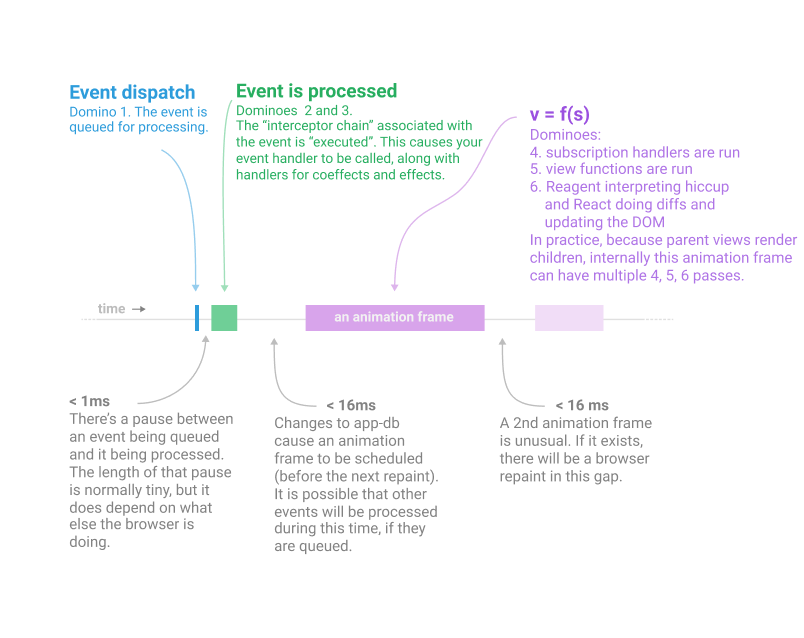 Event dispatch
Domino 1. The event is
queued for processing.
Event is processed
Dominoes  2 and 3.
The “interceptor chain” associated with
the event is “executed”. This causes your
event handler to be called, along with
handlers for coeffects and effects.
v = f(s)
Dominoes:
4. subscription handlers are run
5. view functions are run
6. Reagent interpreting hiccup
and React doing diffs and
updating the DOM
In practice, because parent views render
children, internally this animation frame
can have multiple 4, 5, 6 passes.
time →
an animation frame
< 1ms
There’s a pause between
an event being queued
and it being processed.
The length of that pause
is normally tiny, but it
does depend on what
else the browser is
doing.
< 16ms
Changes to app-db
cause an animation
frame to be scheduled
(before the next repaint).
It is possible that other
events will be processed
during this time, if they
are queued.
< 16 ms
A 2nd animation frame
is unusual. If it exists,
there will be a browser
repaint in this gap.